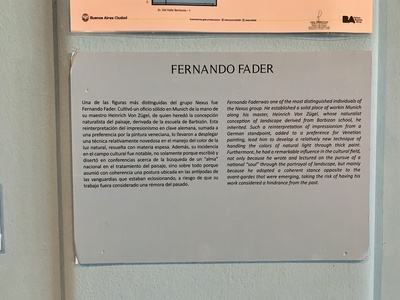 Buenos Aires Ciudad
BA
FERNANDO FADER
Una de las figuras más distinguidas del grupo Nexus fue
Fernando Fader. Cultivó un oficio sólido en Munich de la mano de
su maestro Heinrich Von Zügel, de quien heredó la concepción
naturalista del paisaje, derivada de la escuela de Barbizón. Esta
reinterpretación del impresionismo en clave alemana, sumada a
una preferencia por la pintura veneciana, lo llevaron a desplegar
una técnica relativamente novedosa en el manejo del color de la
luz natural, resuelta con materia espesa. Además, su incidencia
en el campo cultural fue notable, no solamente porque escribió y
disertó en conferencias acerca de la búsqueda de un "alma"
nacional en el tratamiento del paisaje, sino sobre todo porque
asumió con coherencia una postura ubicada en las antípodas de
las vanguardias que estaban eclosionando, a riesgo de que su
trabajo fuera considerado una rémora del pasado.
Fernando Faderwas one of the most distinguished individuals of
the Nexus group. He established a solid place of workin Munich
along his master, Heinrich Von Zügel, whose naturalist
conception of landscape derived from Barbizon school, he
inherited. Such a reinterpretation of impressionism from a
German standpoint, added to a preference for Venetian
painting, lead him to develop a relatively new technique of
handling the colors of natural light through thick paint.
Furthermore, he had a remarkable influence in the cultural field,
not only because he wrote and lectured on the pursue of a
national "soul" through the portrayal of landscape, but mainly
because he adopted a coherent stance opposite to the
avant-gardes that were emerging, taking the risk of having his
work considered a hindrance from the past.